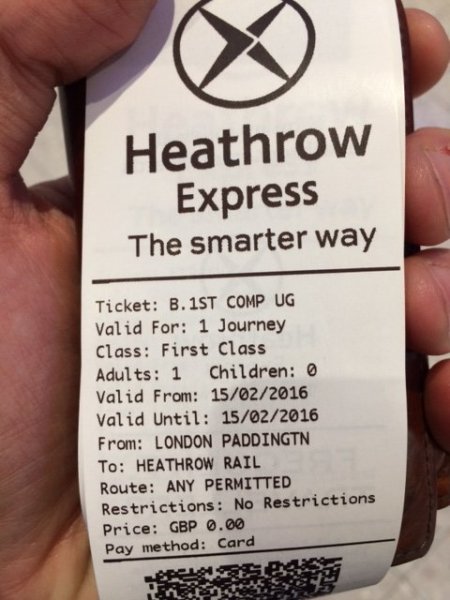 Heathrow
Express
The smarter way
Ticket: B.1ST COMP UG
Valid For: 1 Journey
Class: First Class
Adults: 1 Children: 0
Valid From: 15/02/2016
Valid Until: 15/02/2016
From: LONDON PADDINGTN
To: HEATHROW RAIL
Route: ANY PERMITTED
Restrictions: No Restrictions
Price: GBP 0.00
Pay method: Card